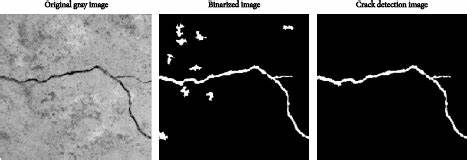 Original gray image
Binarized image
Crack detection image